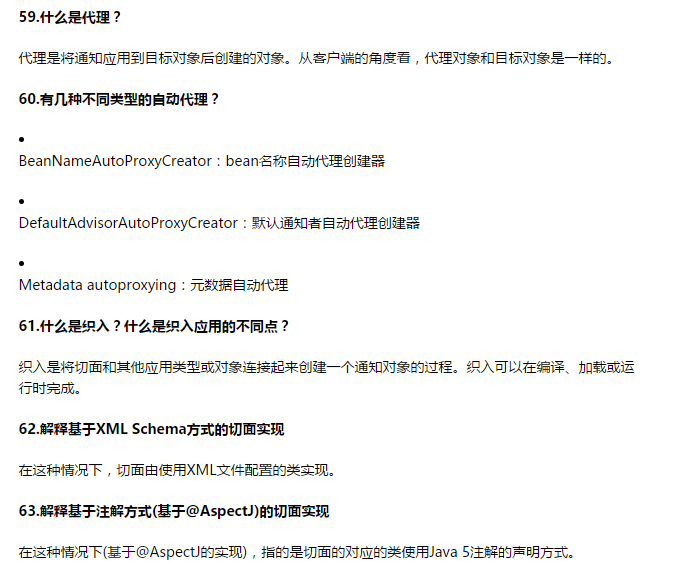 59.什么是代理？
代理是将通知应用到目标对象后创建的对象。从客户端的角度看，代理对象和目标对象是一样的。
60.有几种不同类型的自动代理？
•
BeanNameAutoProxyCreator：bean名称自动代理创建器
•
DefaultAdvisorAutoProxyCreator：默认通知者自动代理创建器
•
Metadata autoproxying：元数据自动代理
61.什么是织入？什么是织入应用的不同点？
织入是将切面和其他应用类型或对象连接起来创建一个通知对象的过程。织入可以在编译、加载或运
行时完成。
62.解释基于XML Schema方式的切面实现
在这种情况下，切面由使用XML文件配置的类实现。
63.解释基于注解方式(基于@AspectJ)的切面实现
在这种情况下(基于@AspectJ的实现)，指的是切面的对应的类使用Java 5注解的声明方式。